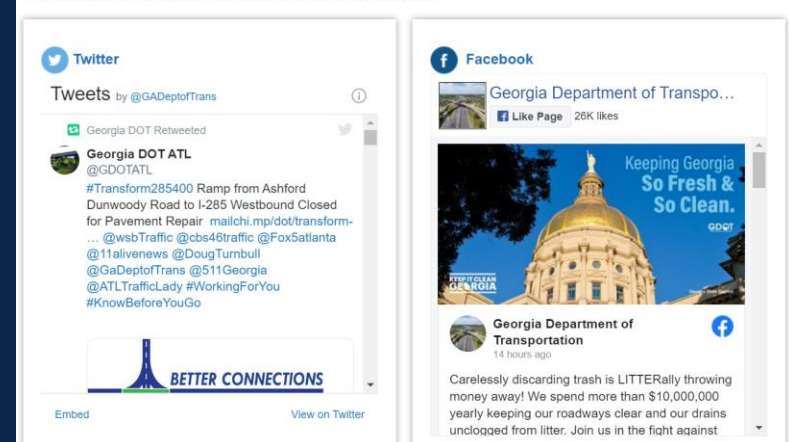 Twitter
Tweets by @GADeptofTrans
Georgia DOT Retweeted
Georgia DOT ATL
@GDOTATL
#Transform285400 Ramp from Ashford
Dunwoody Road to I-285 Westbound Closed
for Pavement Repair mailchi.mp/dot/transform-
… @wsbTraffic @cbs46traffic @Fox5atlanta
@11alivenews @DougTurnbull
@GaDeptofTrans @511Georgia
@ATLTrafficLady #WorkingForYou
#KnowBeforeYouGo
BETTER CONNECTIONS
Embed
View on Twitter
Facebook
Georgia Department of Transpo...
Like Page
26K likes
Keeping Georgia
So Fresh &
So Clean.
GDOT
KEEP IT CLEAN
GEORGIA
Georgia Department of
Transportation
14 hours ago
Carelessly discarding trash is LITTERally throwing
money away! We spend more than $10,000,000
yearly keeping our roadways clear and our drains
unclogged from litter. Join us in the fight against